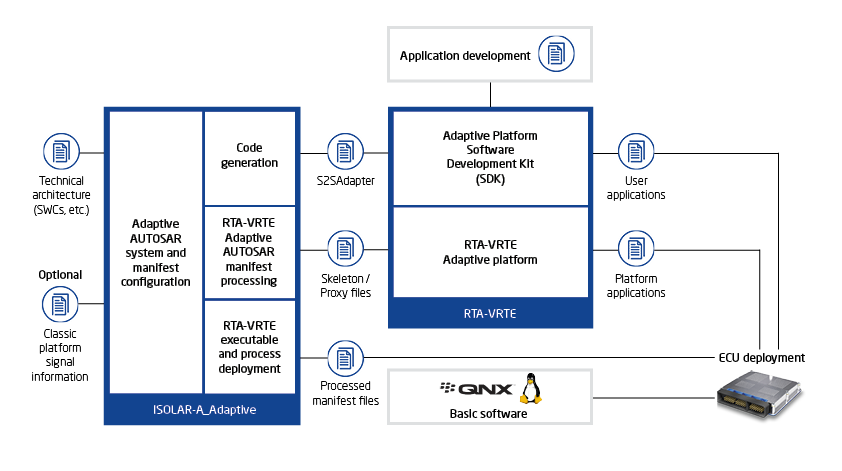 Application development
Technical
architecture
(SWCs, etc.)
Optional
Classic
platform
signal
information
Adaptive
AUTOSAR
system and
manifest
configuration
Code
generation
RTA-VRTE
Adaptive
AUTOSAR
manifest
processing
RTA-VRTE
executable
and process
deployment
ISOLAR-A_Adaptive
S2SAdapter
Skeleton /
Proxy files
Processed
manifest files
Adaptive Platform
Software
Development Kit
(SDK)
RTA-VRTE
Adaptive platform
RTA-VRTE
QNX
Basic software
User
applications
Platform
applications
ECU deployment